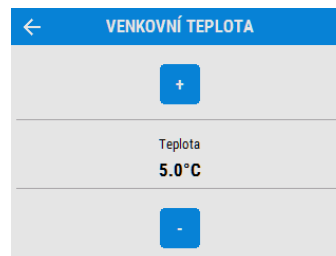 VENKOVNÍ TEPLOTA
+
Teplota
5.0°C
-